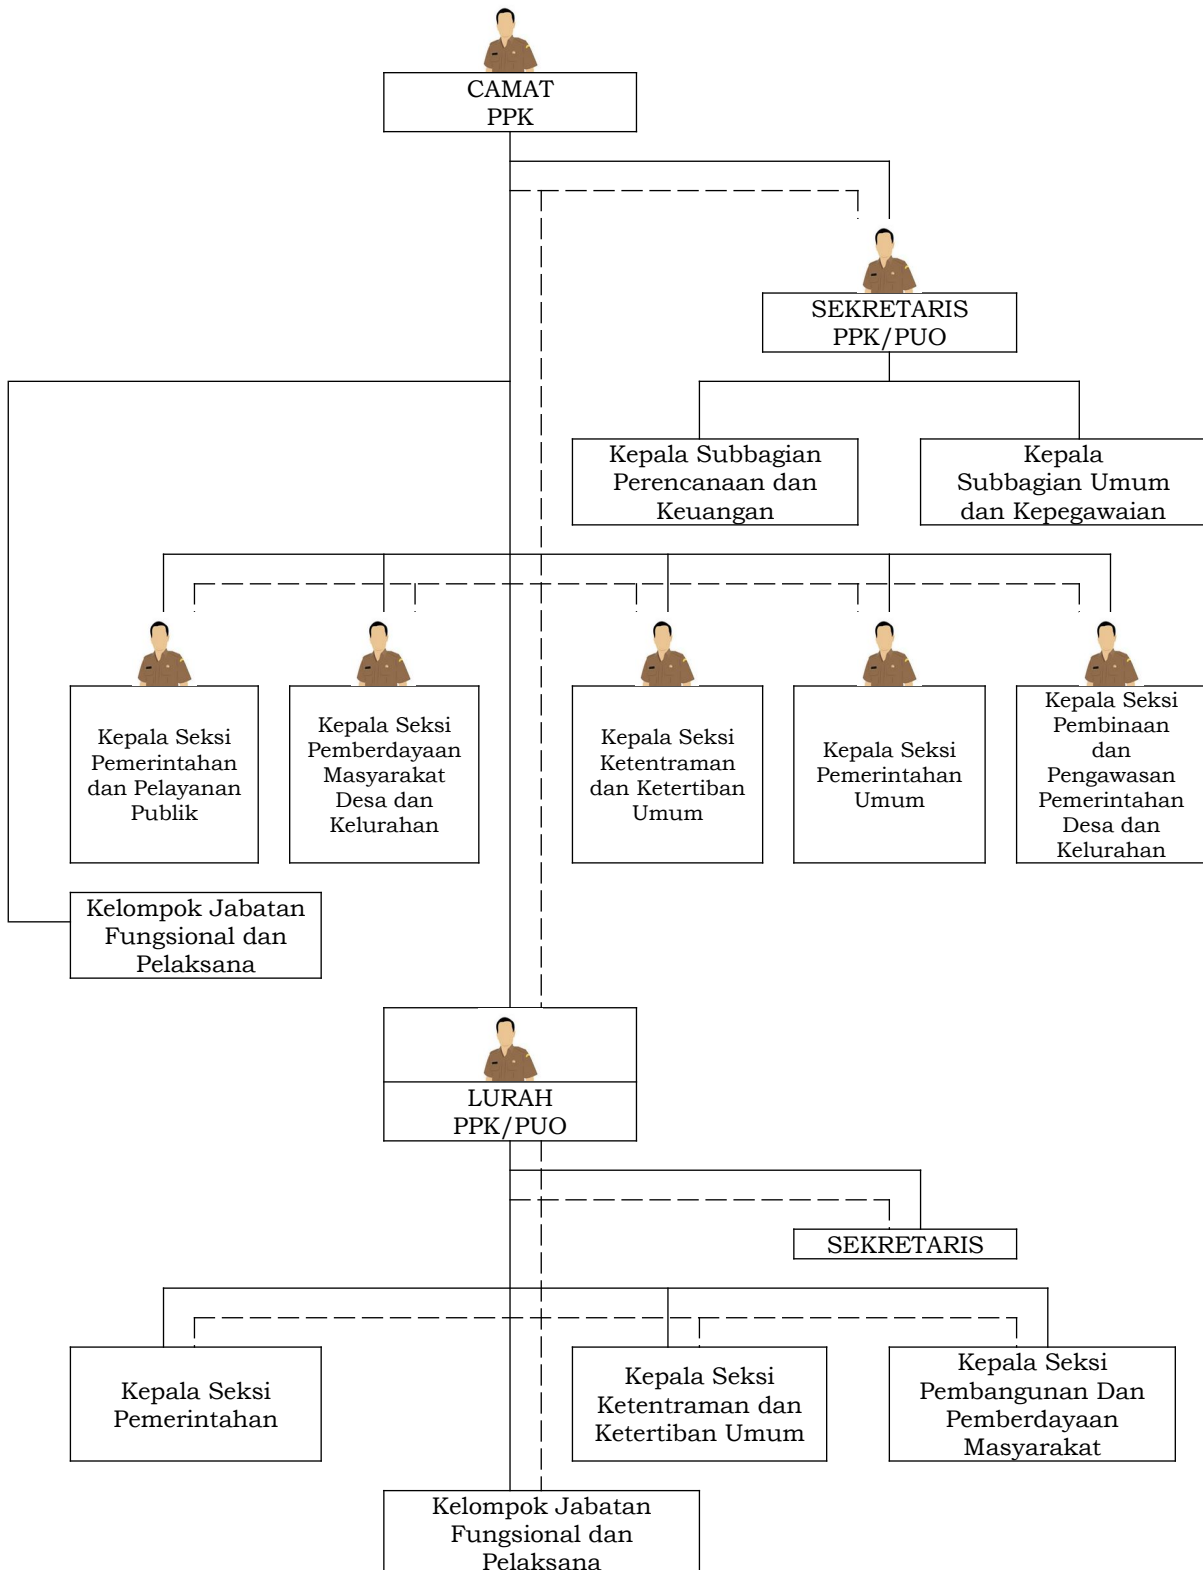 CAMAT
PPK
SEKRETARIS
PPK/PUO
Kepala Subbagian
Perencanaan dan
Keuangan
Kepala
Subbagian Umum
dan Kepegawaian
Kepala Seksi
Pemerintahan
dan Pelayanan
Publik
Kepala Seksi
Pemberdayaan
Masyarakat
Desa dan
Kelurahan
Kepala Seksi
Ketentraman
dan Ketertiban
Umum
Kepala Seksi
Pemerintahan
Umum
Kepala Seksi
Pembinaan
dan
Pengawasan
Pemerintahan
Desa dan
Kelurahan
Kelompok Jabatan
Fungsional dan
Pelaksana
LURAH
PPK/PUO
SEKRETARIS
Kepala Seksi
Pemerintahan
Kepala Seksi
Ketentraman dan
Ketertiban Umum
Kepala Seksi
Pembangunan Dan
Pemberdayaan
Masyarakat
Kelompok Jabatan
Fungsional dan
Pelaksana